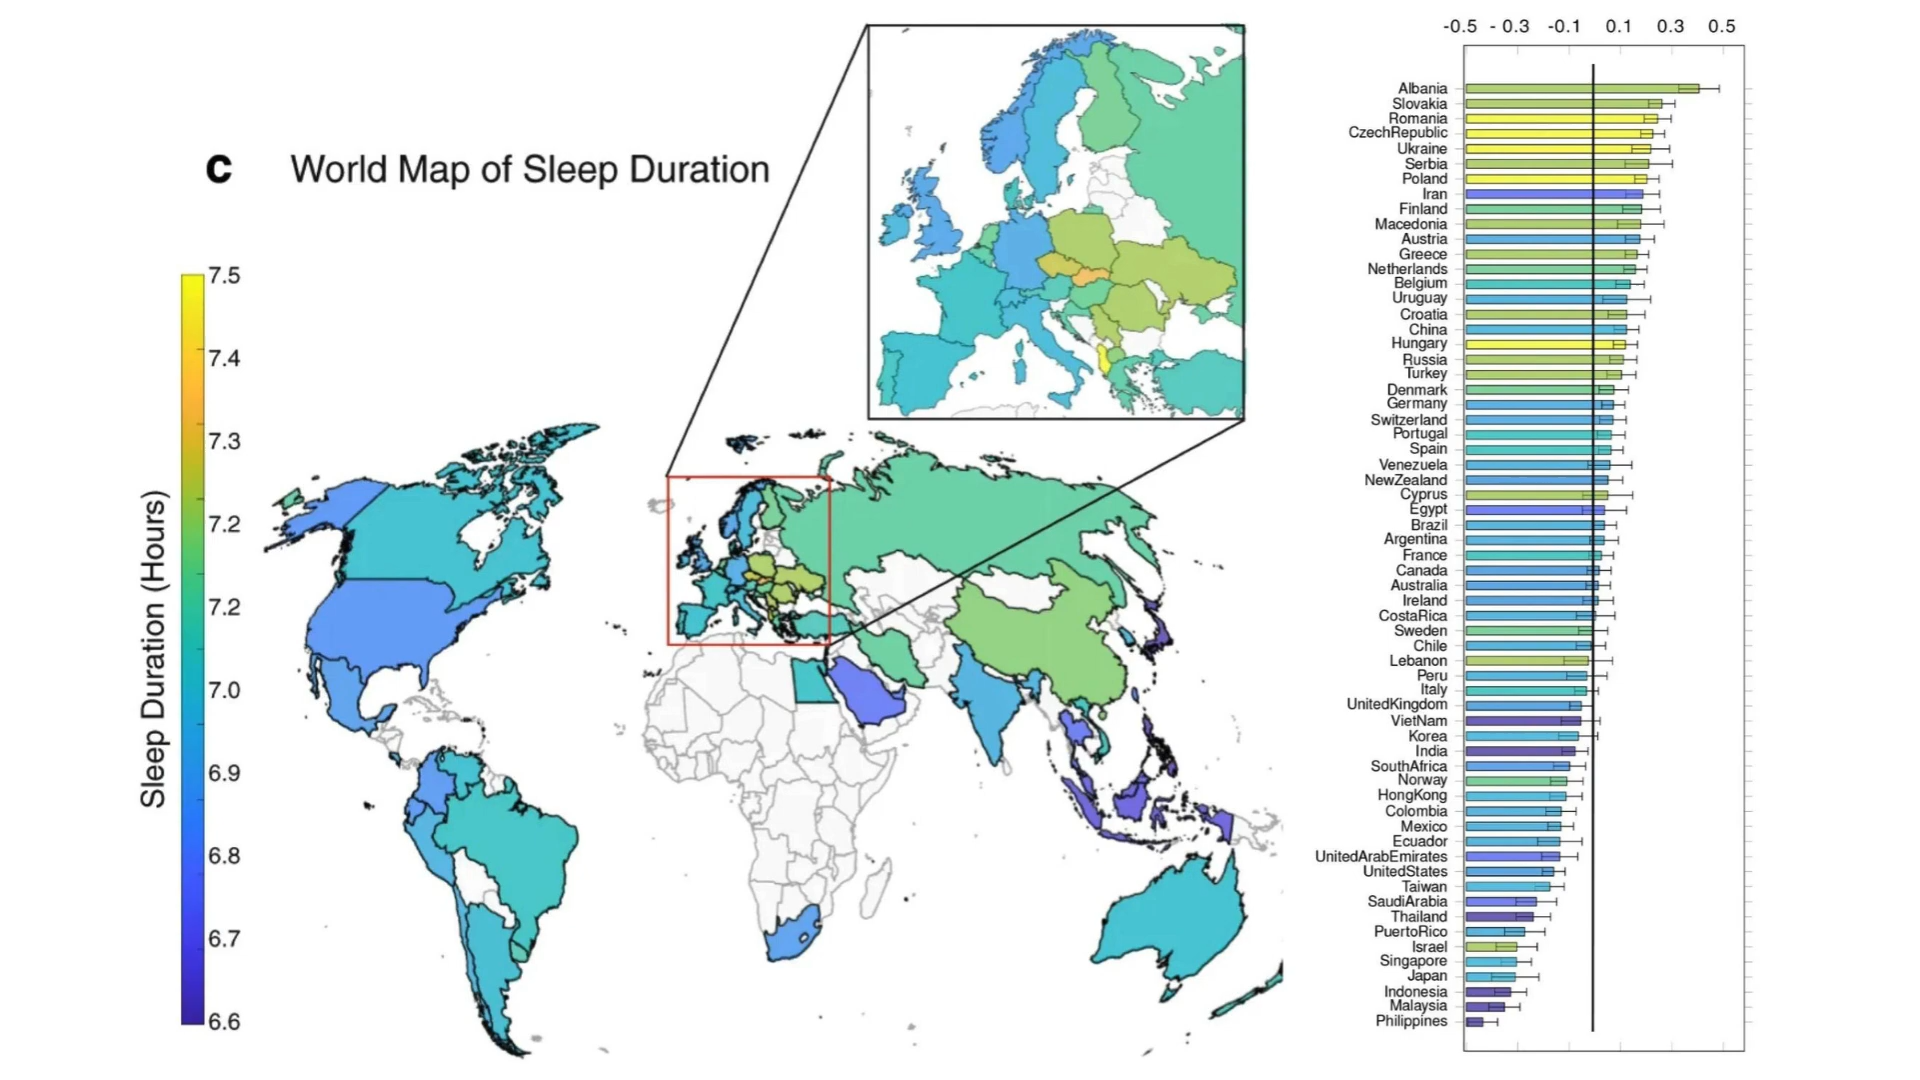 c World Map of Sleep Duration
Sleep Duration (Hours)
7.5
7.4
7.3
7.2
7.2
7.0
6.9
6.8
6.7
6.6
-0.5 - 0.3 -0.1 0.1 0.3 0.5
Albania
Slovakia
Romania
CzechRepublic
Ukraine
Serbia
Poland
Iran
Finland
Macedonia
Austria
Greece
Netherlands
Belgium
Uruguay
Croatia
China
Hungary
Russia
Turkey
Denmark
Germany
Switzerland
Portugal
Spain
Venezuela
NewZealand
Cyprus
Egypt
Brazil
Argentina
France
Canada
Australia
Ireland
CostaRica
Sweden
Chile
Lebanon
Peru
Italy
UnitedKingdom
VietNam
Korea
India
SouthAfrica
Norway
HongKong
Colombia
Mexico
Ecuador
UnitedArabEmirates
UnitedStates
Taiwan
SaudiArabia
Thailand
PuertoRico
Israel
Singapore
Japan
Indonesia
Malaysia
Philippines